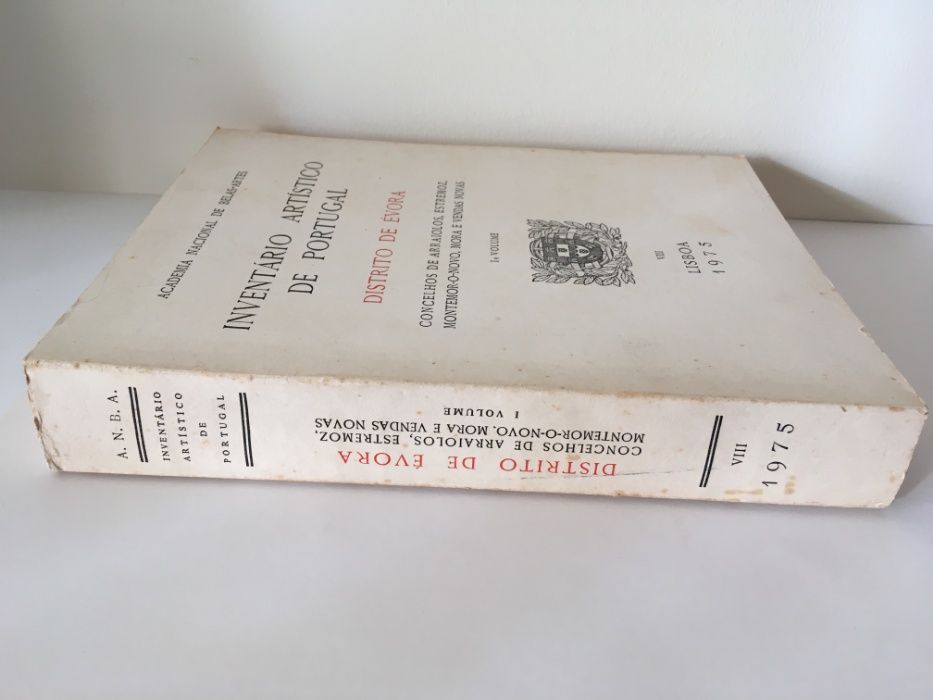 ACADEMIA NACIONAL DE BELAS-ARTES
INVENTÁRIO ARTÍSTICO
DE PORTUGAL
DISTRITO DE ÉVORA
CONCELHOS DE ARRAIOLOS, ESTREMOZ,
MONTEMOR-O-NOVO, MORA E VENDAS NOVAS
I VOLUME
VIII
LISBOA
1975
A. N. B. A.
INVENTÁRIO
ARTÍSTICO
DE
PORTUGAL
DISTRITO DE ÉVORA
CONCELHOS DE ARRAIOLOS, ESTREMOZ,
MONTEMOR-O-NOVO. MORA E VENDAS NOVAS
I VOLUME
VIII
1975